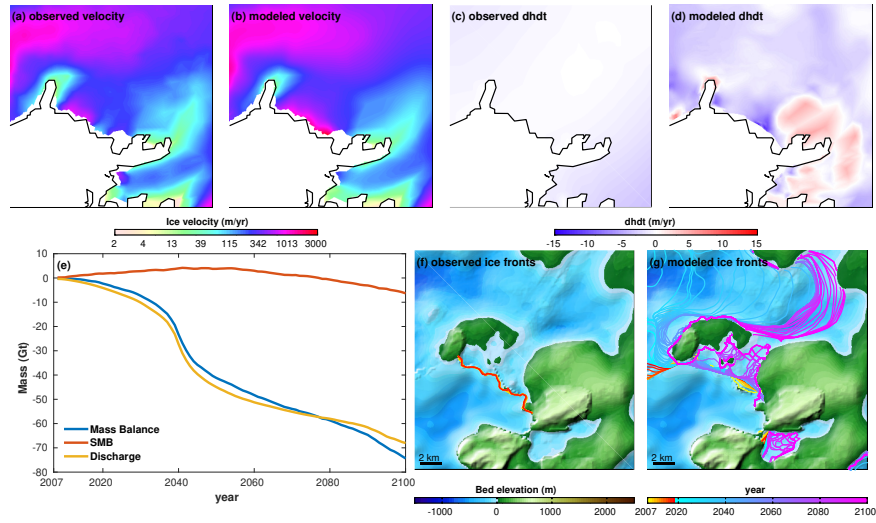 (a) observed velocity
(b) modeled velocity
(c) observed dhdt
(d) modeled dhdt
Ice velocity (m/yr)
2 4 13 39 115 342 1013 3000
dhdt (m/yr)
-15 -10 -5 0 5 10 15
(e)
10
0
-10
-20
-30
-40
-50
-60
-70
-80
Mass (Gt)
Mass Balance
SMB
Discharge
2007 2020 2040 2060 2080 2100
year
(f) observed ice fronts
2 km
(g) modeled ice fronts
2 km
Bed elevation (m)
-1000 0 1000 2000
year
2007 2020 2040 2060 2080 2100